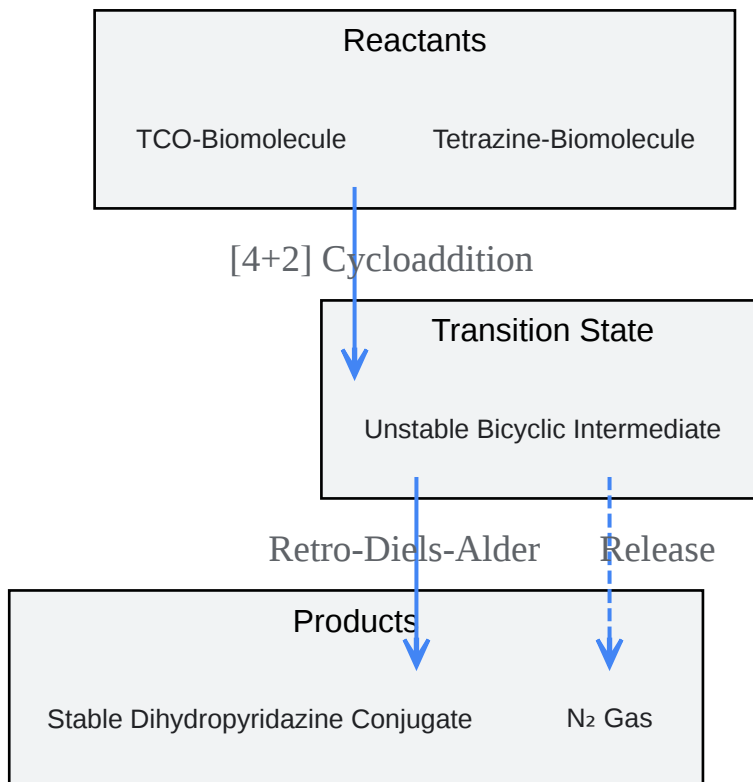 Reactants
TCO-Biomolecule Tetrazine-Biomolecule
[4+2] Cycloaddition
Transition State
Unstable Bicyclic Intermediate
Retro-Diels-Alder Release
Products
Stable Dihydropyridazine Conjugate N₂ Gas